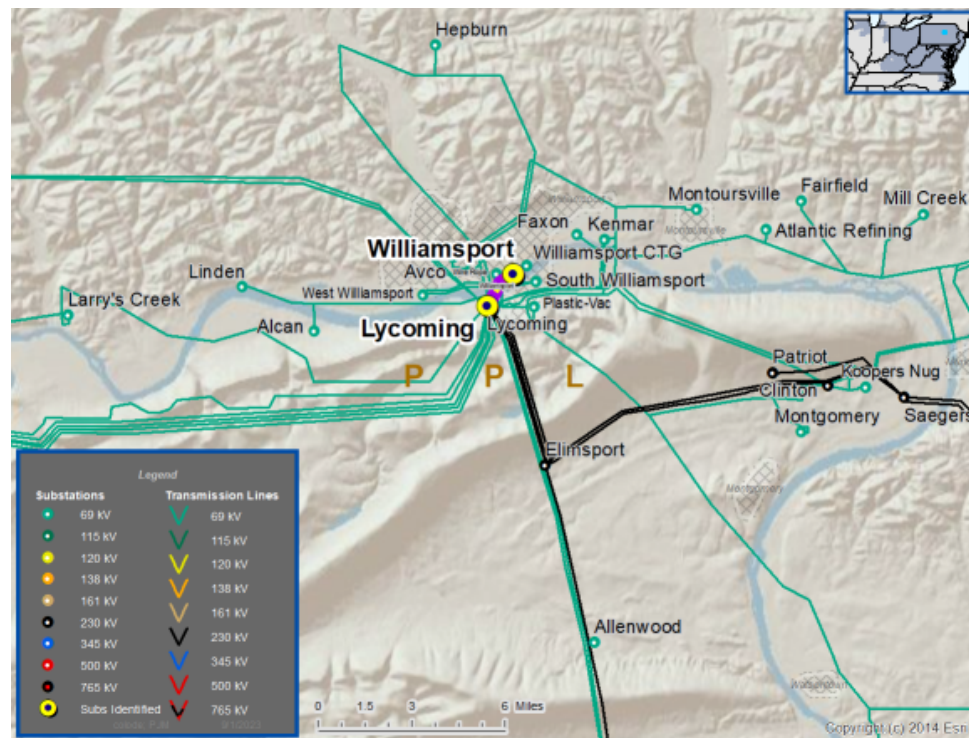 Hepburn
Montoursville
Fairfield
Mill Creek
Faxon
Kenmar
Atlantic Refining
Williamsport
Williamsport CTG
Avco
Linden
South Williamsport
West Williamsport
Larry's Creek
Plastic-Vac
Alcan
Lycoming
Lycoming
P P L
Patriot
Koopers Nug
Clinton
Saegers
Montgomery
Elimsport
Montgomery
Allenwood
Legend
Substations Transmission Lines
69 kV 69 kV
115 kV 115 kV
120 kV 120 kV
138 kV 138 kV
161 kV 161 kV
230 kV 230 kV
345 kV 345 kV
500 kV 500 kV
765 kV 765 kV
Subs Identified
0 1.5 3 6 Miles
Copyright:(c) 2014 Esri